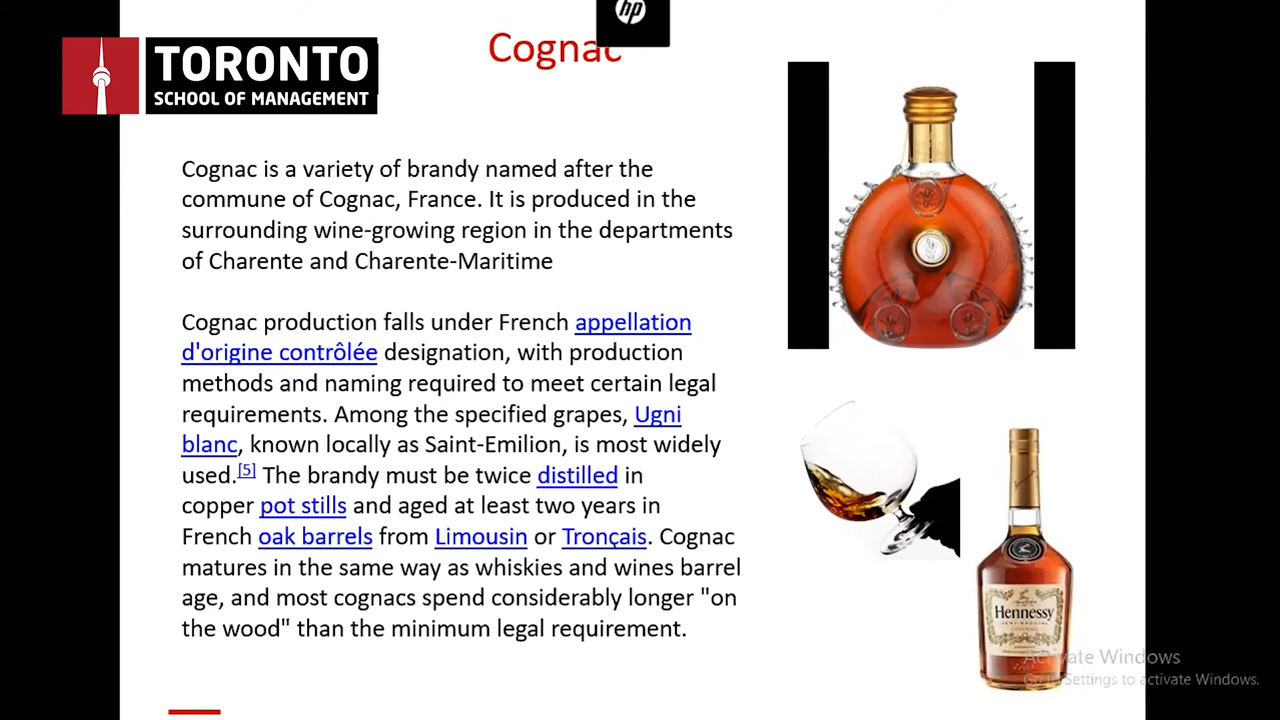 hp
Cognac
TORONTO
SCHOOL OF MANAGEMENT
Cognac is a variety of brandy named after the
commune of Cognac, France. It is produced in the
surrounding wine-growing region in the departments
of Charente and Charente-Maritime
Cognac production falls under French appellation
d'origine contrôlée designation, with production
methods and naming required to meet certain legal
requirements. Among the specified grapes, Ugni
blanc, known locally as Saint-Emilion, is most widely
used.[5] The brandy must be twice distilled in
copper pot stills and aged at least two years in
French oak barrels from Limousin or Tronçais. Cognac
matures in the same way as whiskies and wines barrel
age, and most cognacs spend considerably longer "on
the wood" than the minimum legal requirement.
Hennessy
COGNAC
Activate Windows
Go to Settings to activate Windows.